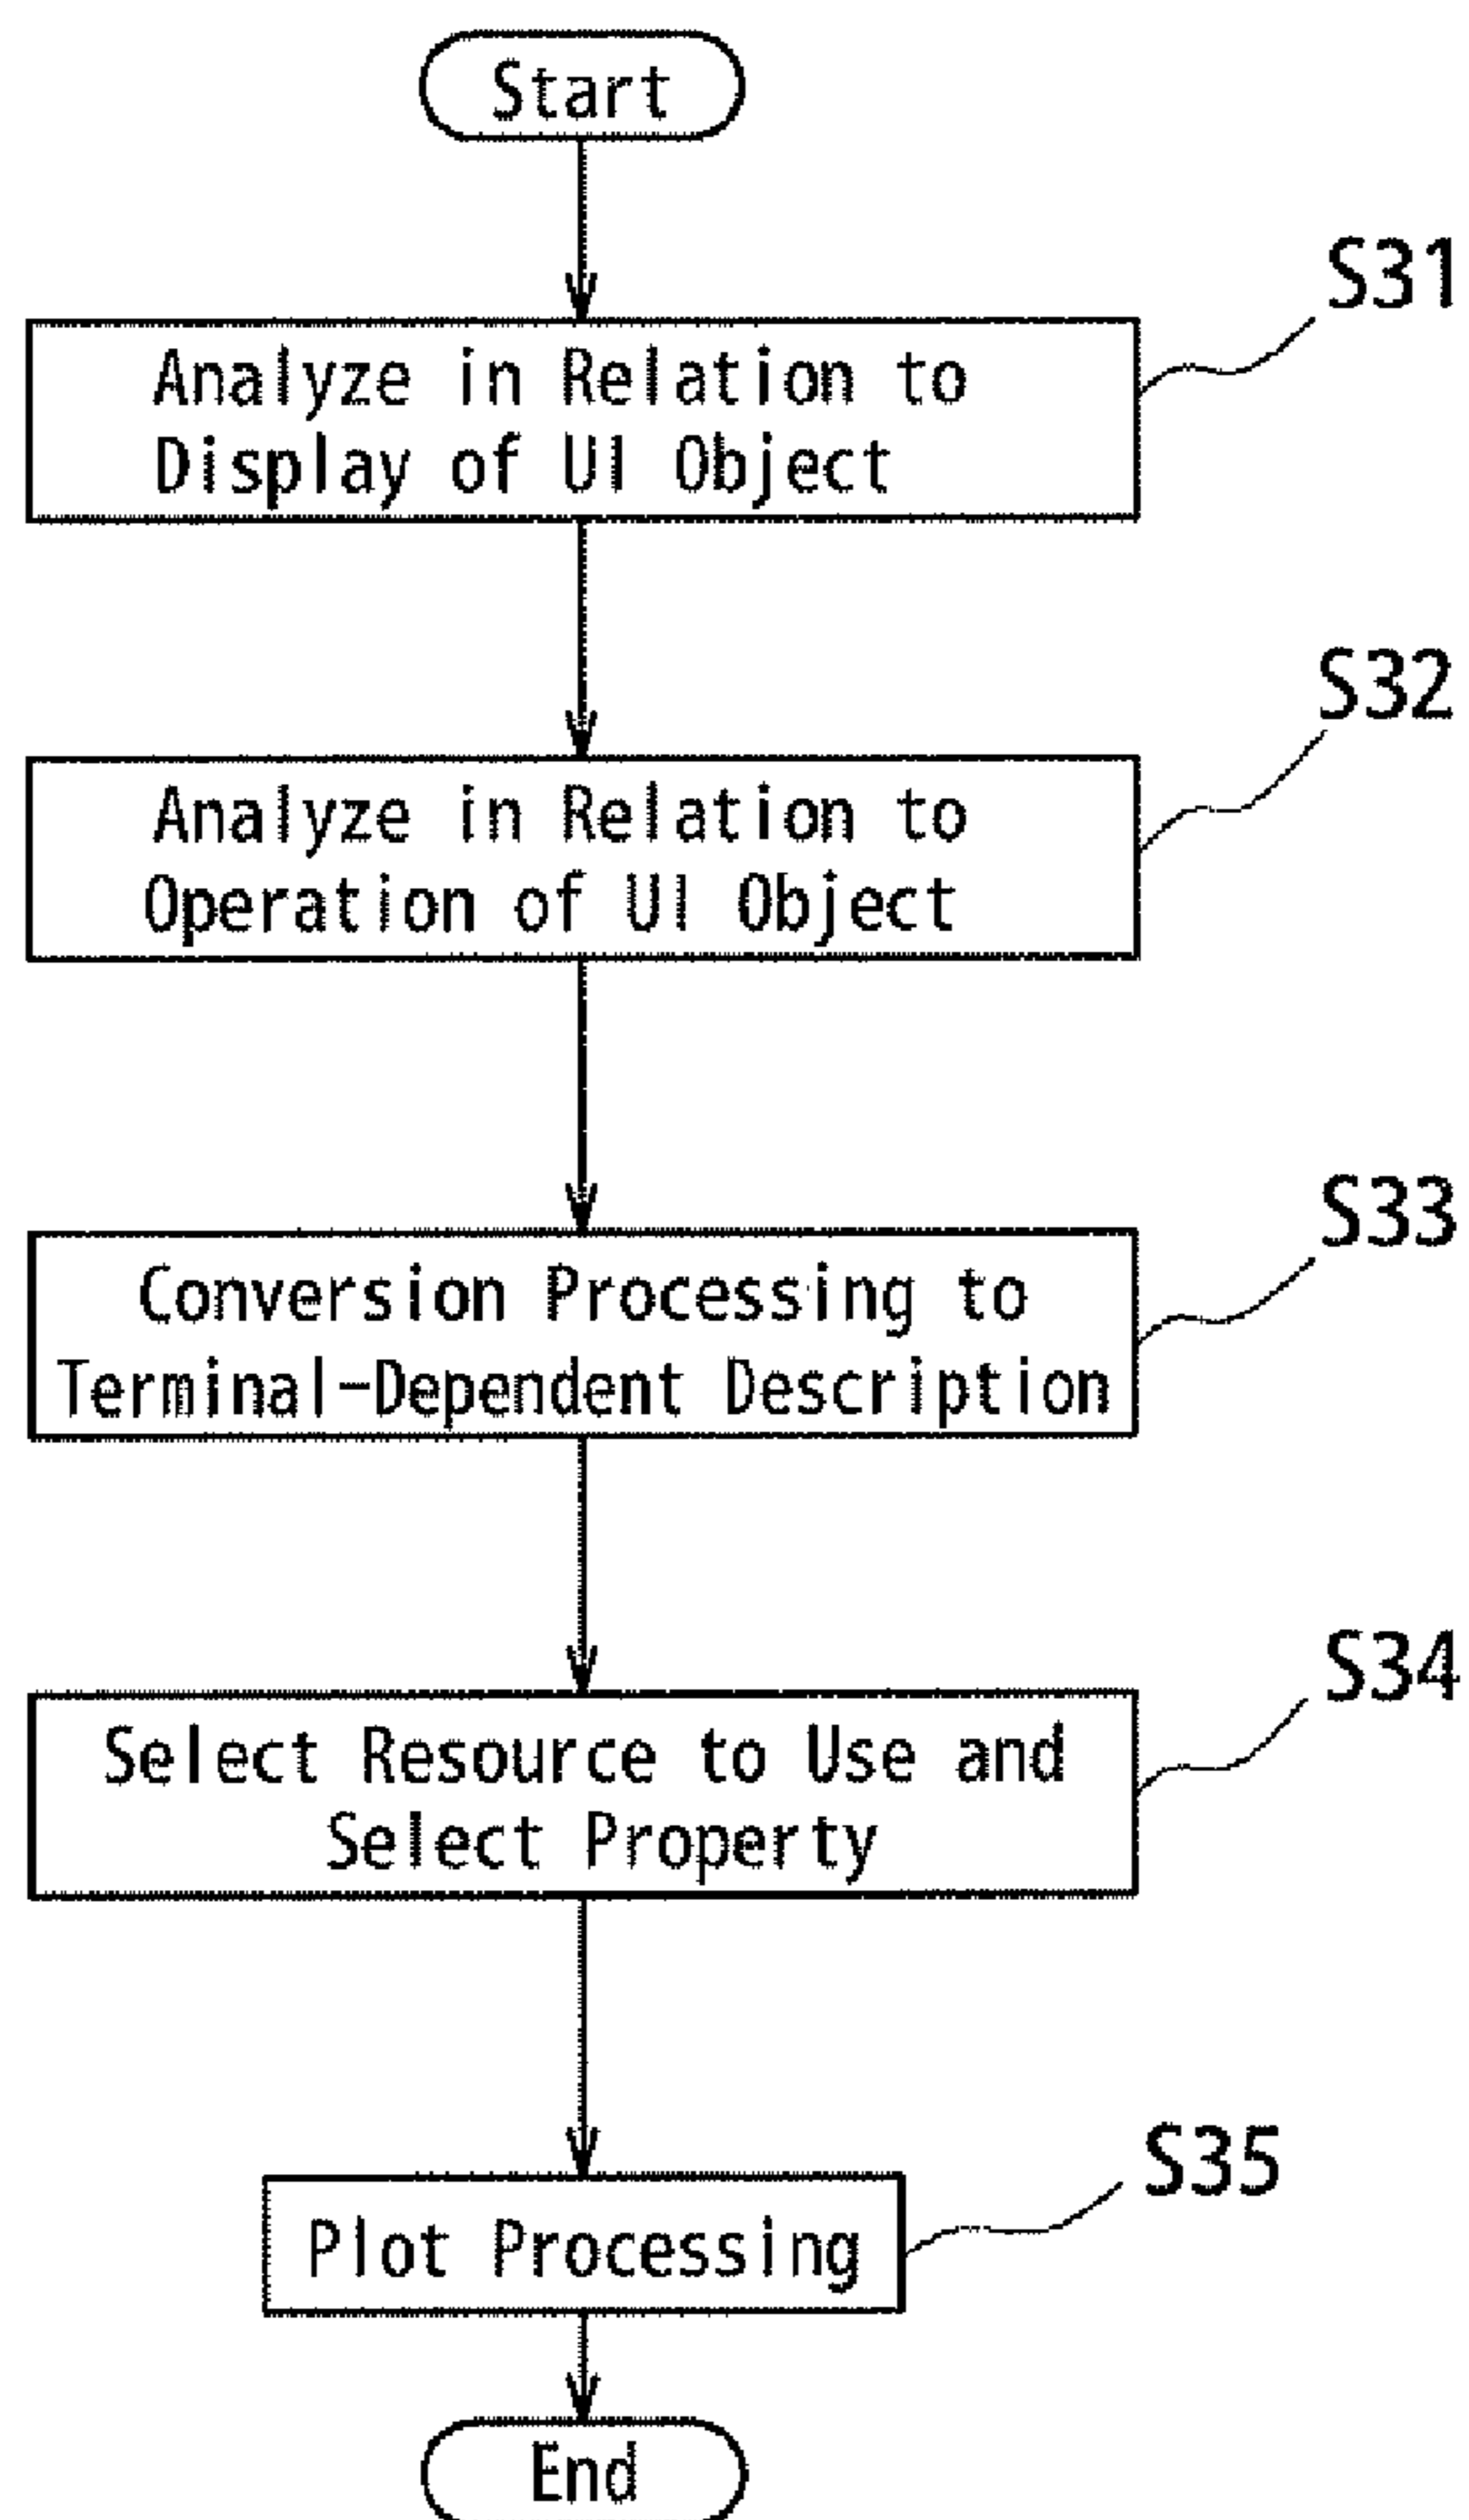 Start
S31
Analyze in Relation to
Display of UI Object
S32
Analyze in Relation to
Operation of UI Object
S33
Conversion Processing to
Terminal-Dependent Description
S34
Select Resource to Use and
Select Property
S35
Plot Processing
End